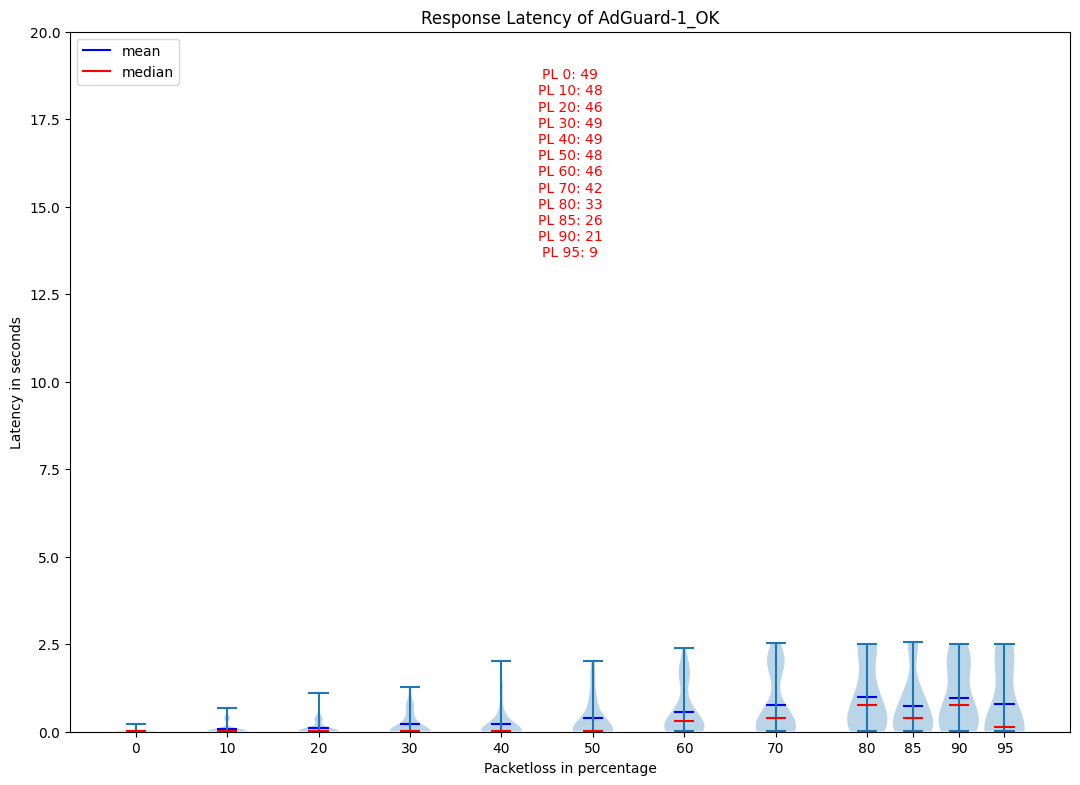 Response Latency of AdGuard-1_OK
20.0
17.5
15.0
12.5
10.0
7.5
5.0
2.5
0.0
Latency in seconds
mean
median
PL 0: 49
PL 10: 48
PL 20: 46
PL 30: 49
PL 40: 49
PL 50: 48
PL 60: 46
PL 70: 42
PL 80: 33
PL 85: 26
PL 90: 21
PL 95: 9
0 10 20 30 40 50 60 70 80 85 90 95
Packetloss in percentage